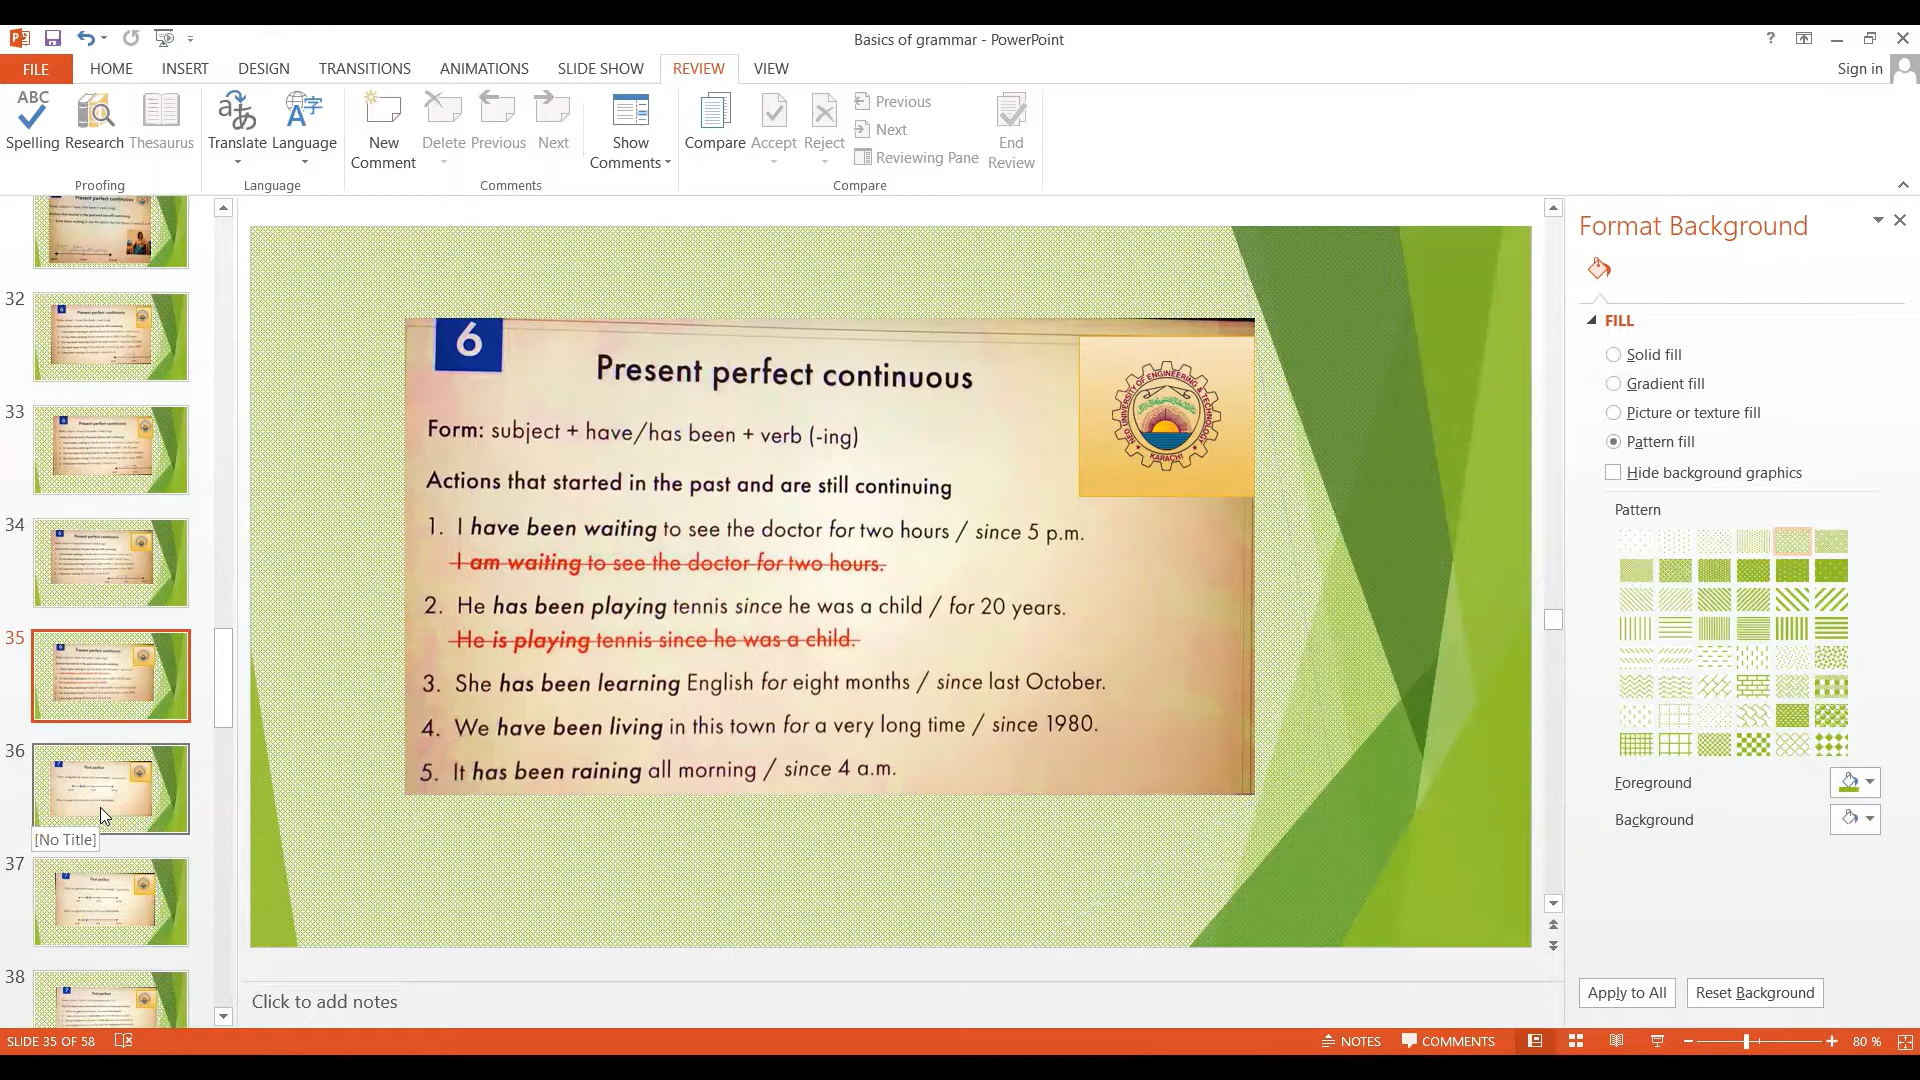 Basics of grammar - PowerPoint
?
FILE HOME INSERT DESIGN TRANSITIONS ANIMATIONS SLIDE SHOW REVIEW VIEW
Sign in
ABC
Spelling Research Thesaurus
Translate Language
New Comment
Delete Previous Next
Show Comments
Compare Accept Reject
Previous
Next
Reviewing Pane
End Review
Proofing
Language
Comments
Compare
Present perfect continuous
32
33
34
35
36
[No Title]
37
38
6
Present perfect continuous
NED UNIVERSITY OF ENGINEERING & TECHNOLOGY
KARACHI
Form: subject + have/has been + verb (-ing)
Actions that started in the past and are still continuing
1. I have been waiting to see the doctor for two hours / since 5 p.m.
I am waiting to see the doctor for two hours.
2. He has been playing tennis since he was a child / for 20 years.
He is playing tennis since he was a child.
3. She has been learning English for eight months / since last October.
4. We have been living in this town for a very long time / since 1980.
5. It has been raining all morning / since 4 a.m.
Click to add notes
Format Background
FILL
Solid fill
Gradient fill
Picture or texture fill
Pattern fill
Hide background graphics
Pattern
Foreground
Background
Apply to All
Reset Background
SLIDE 35 OF 58
NOTES
COMMENTS
80 %